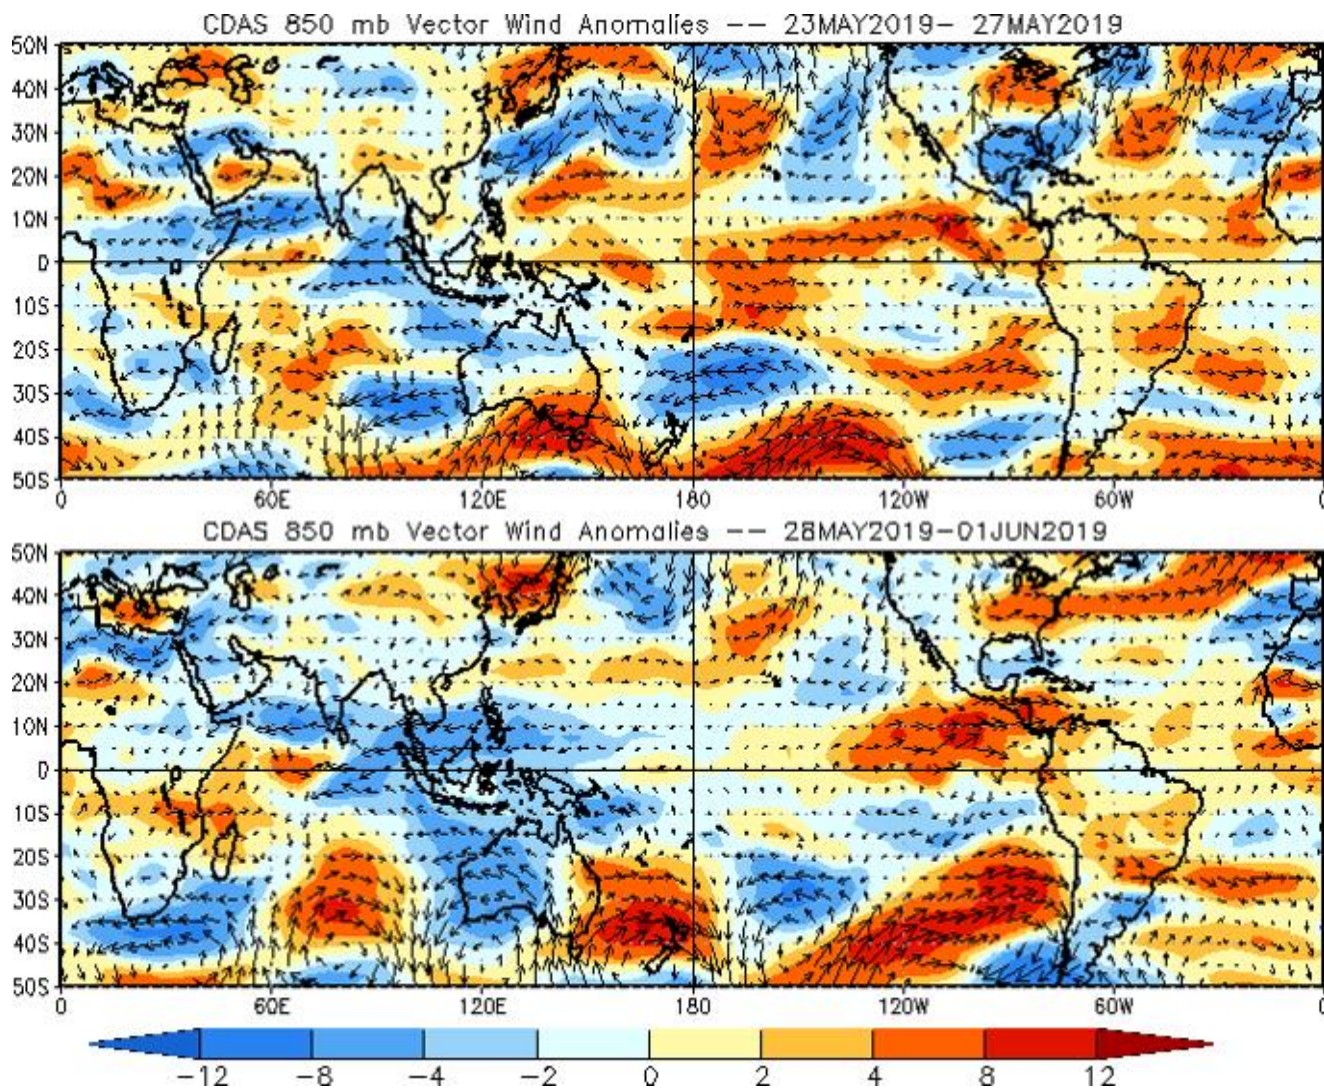 CDAS 850 mb Vector Wind Anomalies -- 23MAY2019- 27MAY2019
50N
40N
30N
20N
10N
0
10S
20S
30S
40S
50S
0 60E 120E 180 120W 60W 0
CDAS 850 mb Vector Wind Anomalies -- 28MAY2019-01JUN2019
50N
40N
30N
20N
10N
0
10S
20S
30S
40S
50S
0 60E 120E 180 120W 60W 0
-12 -8 -4 -2 0 2 4 8 12